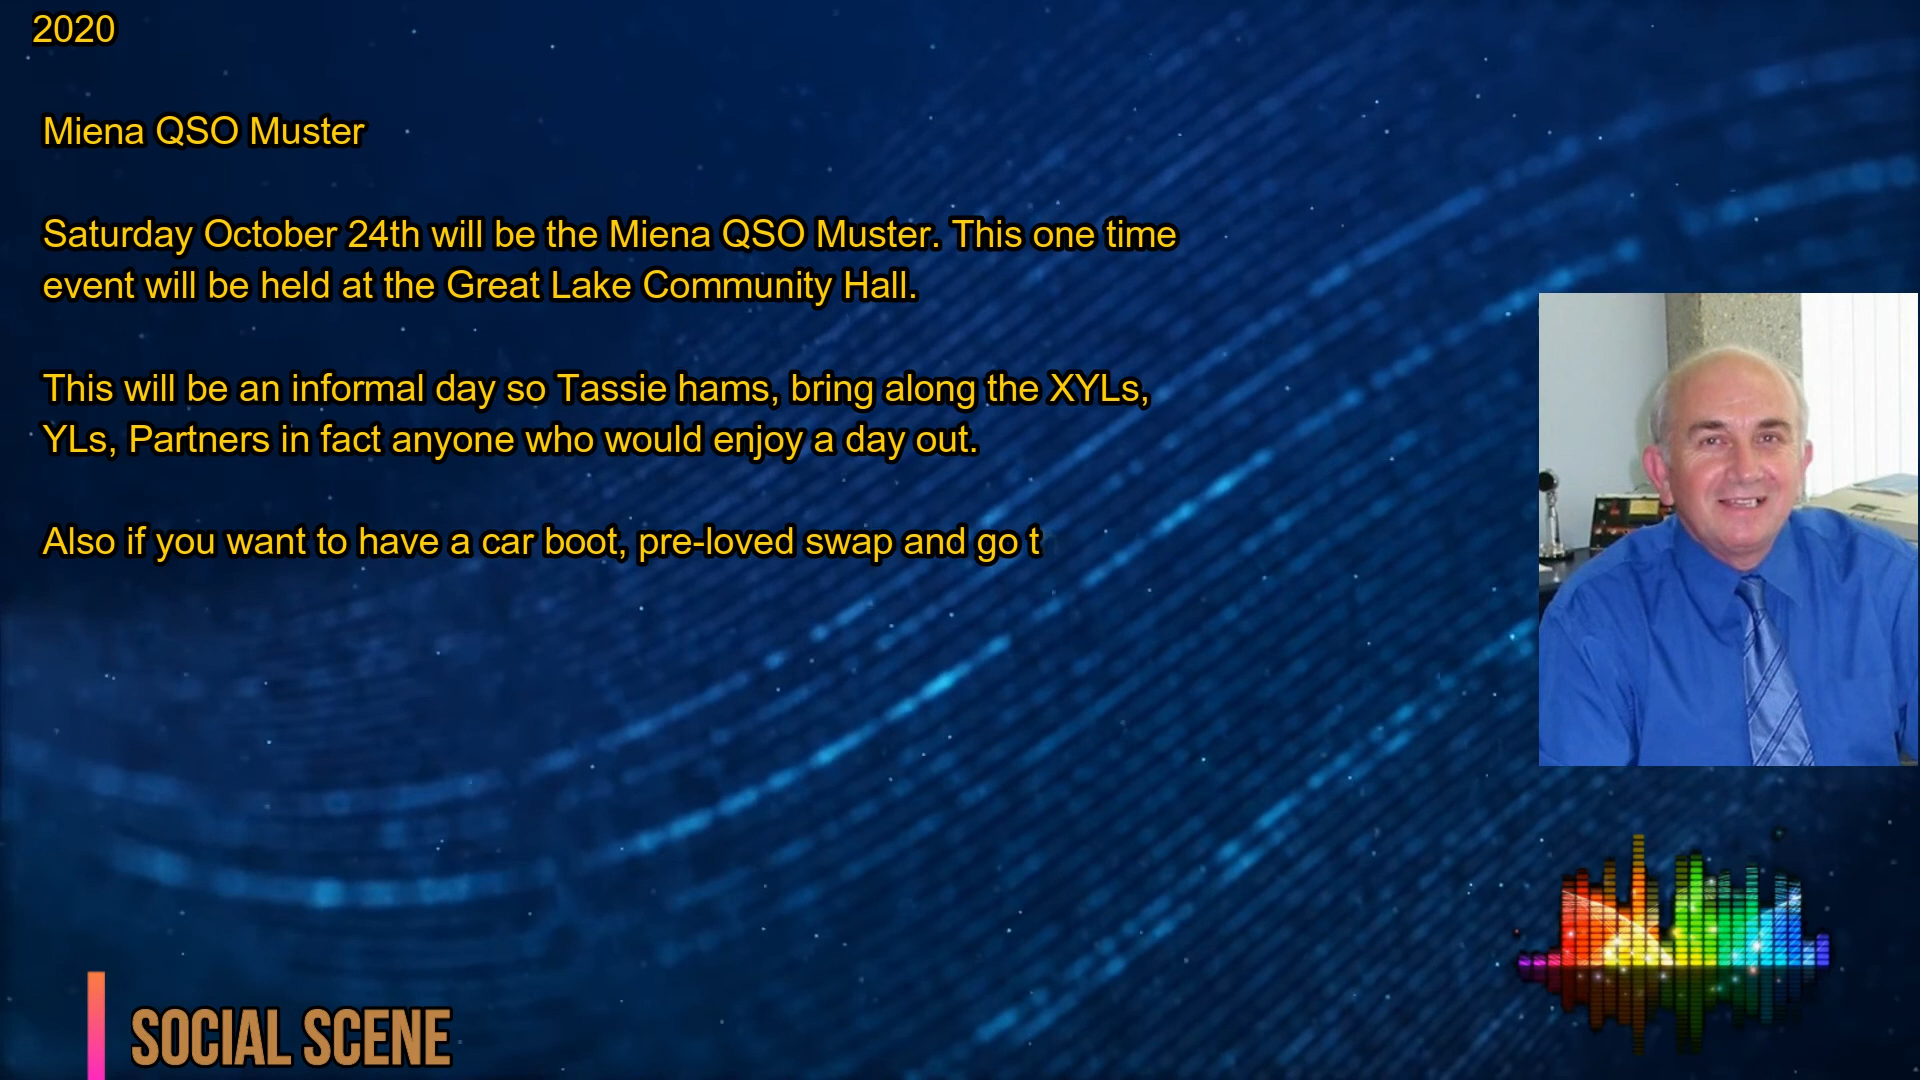 2020
Miena QSO Muster
Saturday October 24th will be the Miena QSO Muster. This one time
event will be held at the Great Lake Community Hall.
This will be an informal day so Tassie hams, bring along the XYLs,
YLs, Partners in fact anyone who would enjoy a day out.
Also if you want to have a car boot, pre-loved swap and go t
SOCIAL SCENE